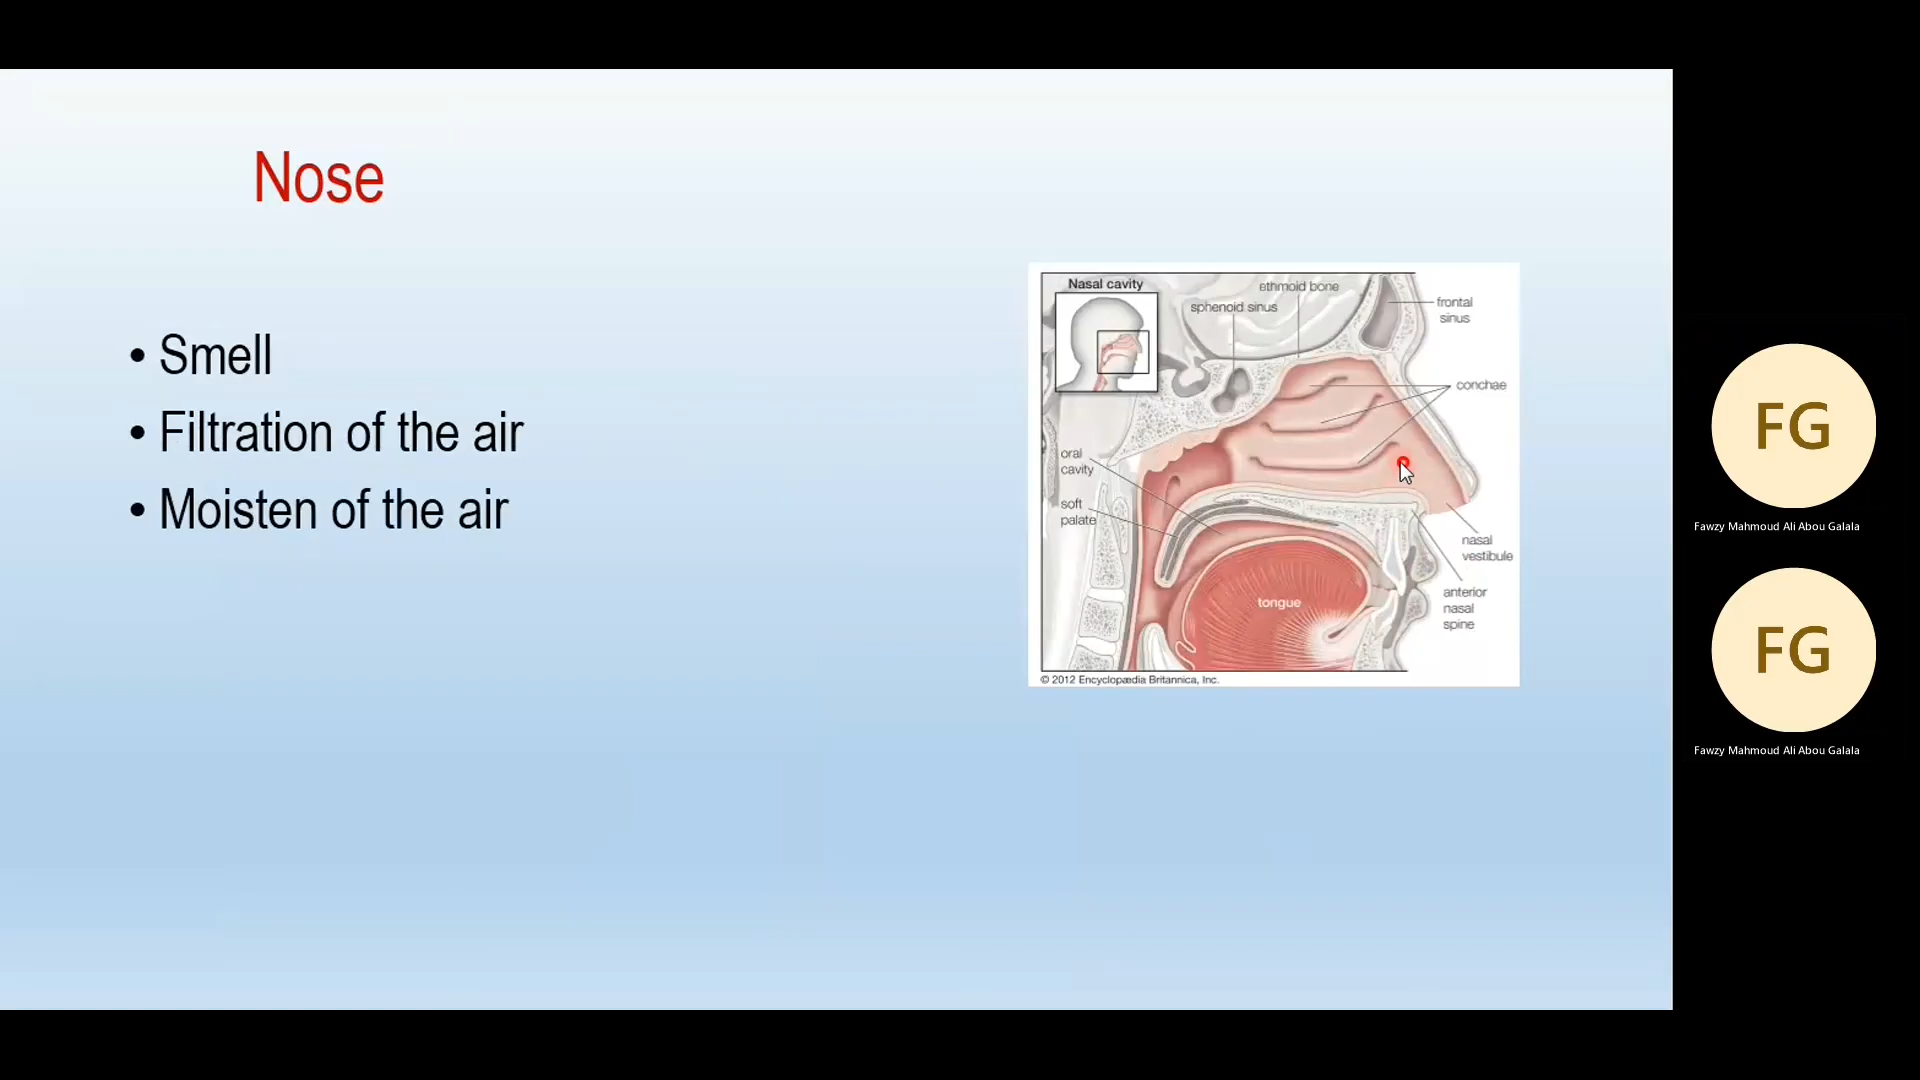 Nose
• Smell
• Filtration of the air
• Moisten of the air
Nasal cavity
ethmoid bone
sphenoid sinus
frontal
sinus
conchae
oral
cavity
soft
palate
nasal
vestibule
anterior
nasal
spine
tongue
© 2012 Encyclopædia Britannica, Inc.
FG
Fawzy Mahmoud Ali Abou Galala
FG
Fawzy Mahmoud Ali Abou Galala